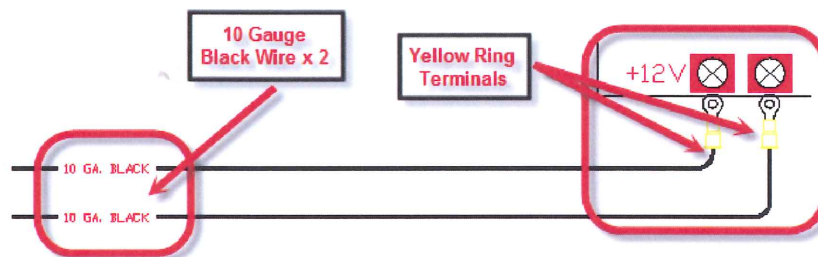 10 Gauge
Black Wire x 2
Yellow Ring
Terminals
+12V
10 GA. BLACK
10 GA. BLACK